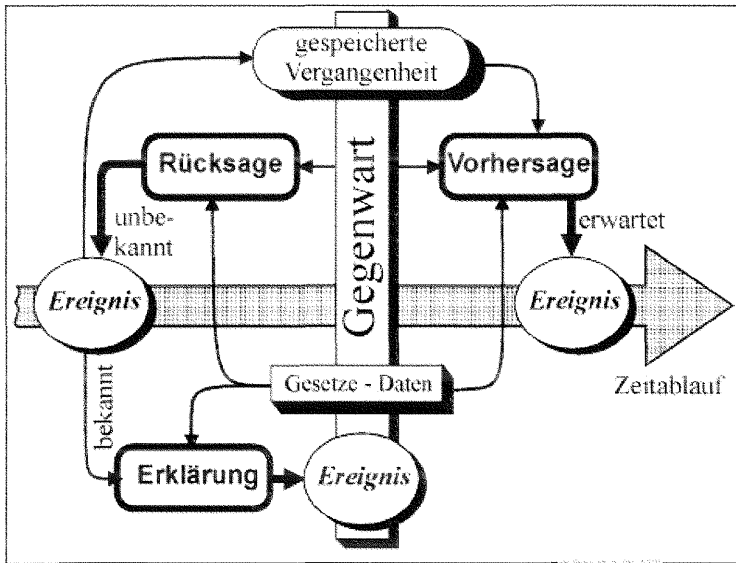 gespeicherte
Vergangenheit
Rücksage
Vorhersage
Gegenwart
unbe-
kannt
erwartet
Ereignis
Ereignis
Gesetze - Daten
Zeitablauf
bekannt
Erklärung
Ereignis